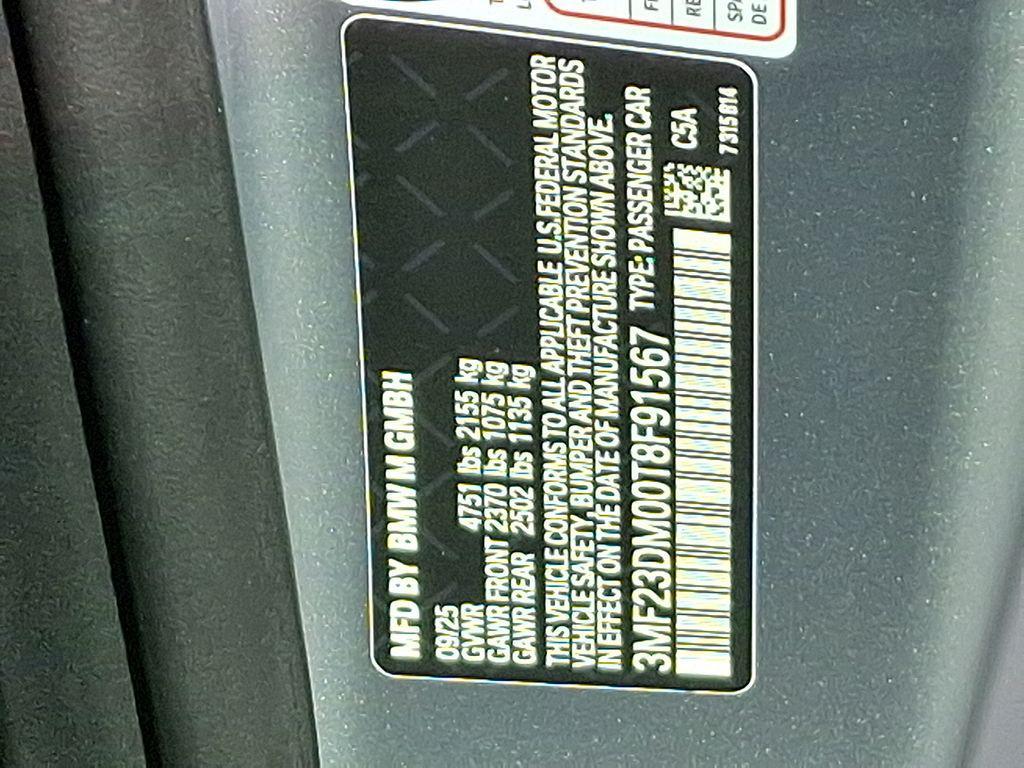 MFD BY BMW M GMBH
09/25
GVWR 4751 lbs 2155 kg
GAWR FRONT 2370 lbs 1075 kg
GAWR REAR 2502 lbs 1135 kg
THIS VEHICLE CONFORMS TO ALL APPLICABLE U.S. FEDERAL MOTOR
VEHICLE SAFETY, BUMPER AND THEFT PREVENTION STANDARDS
IN EFFECT ON THE DATE OF MANUFACTURE SHOWN ABOVE.
3MF23DM00T8F91567 TYPE: PASSENGER CAR
C5A
7315814